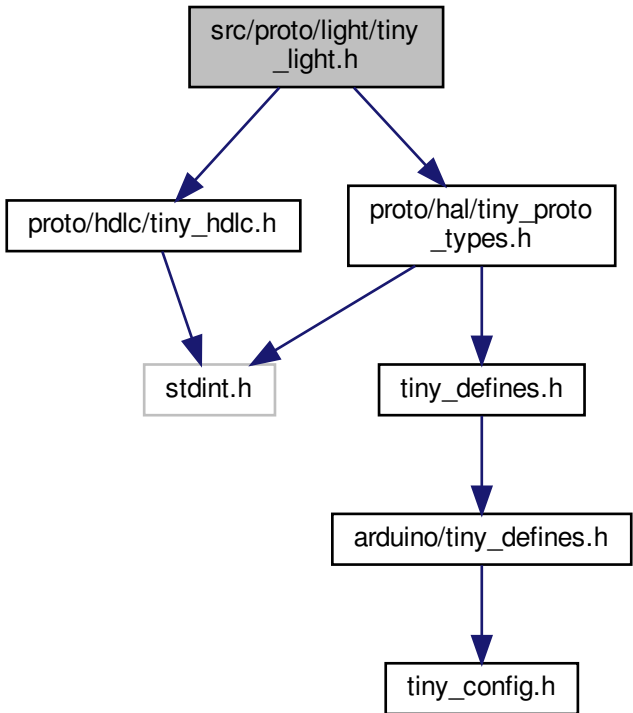 src/proto/light/tiny
_light.h
proto/hdlc/tiny_hdlc.h
proto/hal/tiny_proto
_types.h
stdint.h
tiny_defines.h
arduino/tiny_defines.h
tiny_config.h